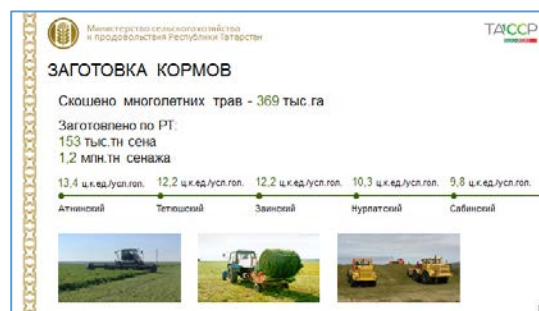 Министерство сельского хозяйства
и продовольствия Республики Татарстан
ТАССР
ЗАГОТОВКА КОРМОВ
Скошено многолетних трав - 369 тыс.га
Заготовлено по РТ:
153 тыс.тн сена
1,2 млн.тн сенажа
13,4 ц.к.ед./усл.гол. 12,2 ц.к.ед./усл.гол. 12,2 ц.к.ед./усл.гол. 10,3 ц.к.ед./усл.гол. 9,8 ц.к.ед./усл.гол.
Атнинский Тетюшский Заинский Нурлатский Сабинский